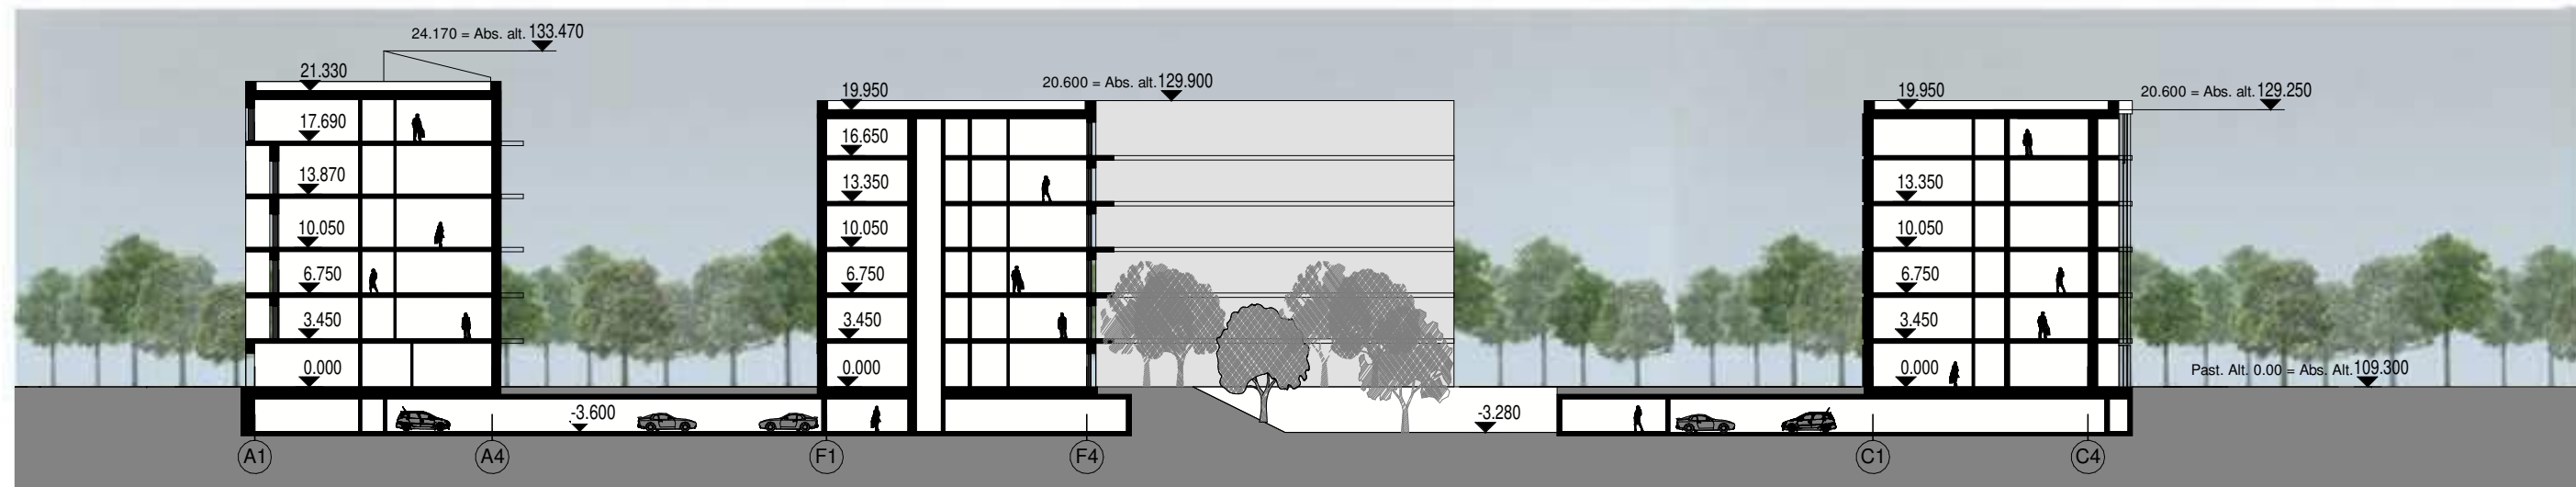 24.170 = Abs. alt. 133.470
21.330
17.690
13.870
10.050
6.750
3.450
0.000
-3.600
19.950
16.650
13.350
10.050
6.750
3.450
0.000
20.600 = Abs. alt. 129.900
-3.280
19.950
13.350
10.050
6.750
3.450
0.000
20.600 = Abs. alt. 129.250
Past. Alt. 0.00 = Abs. Alt. 109.300
A1
A4
F1
F4
C1
C4